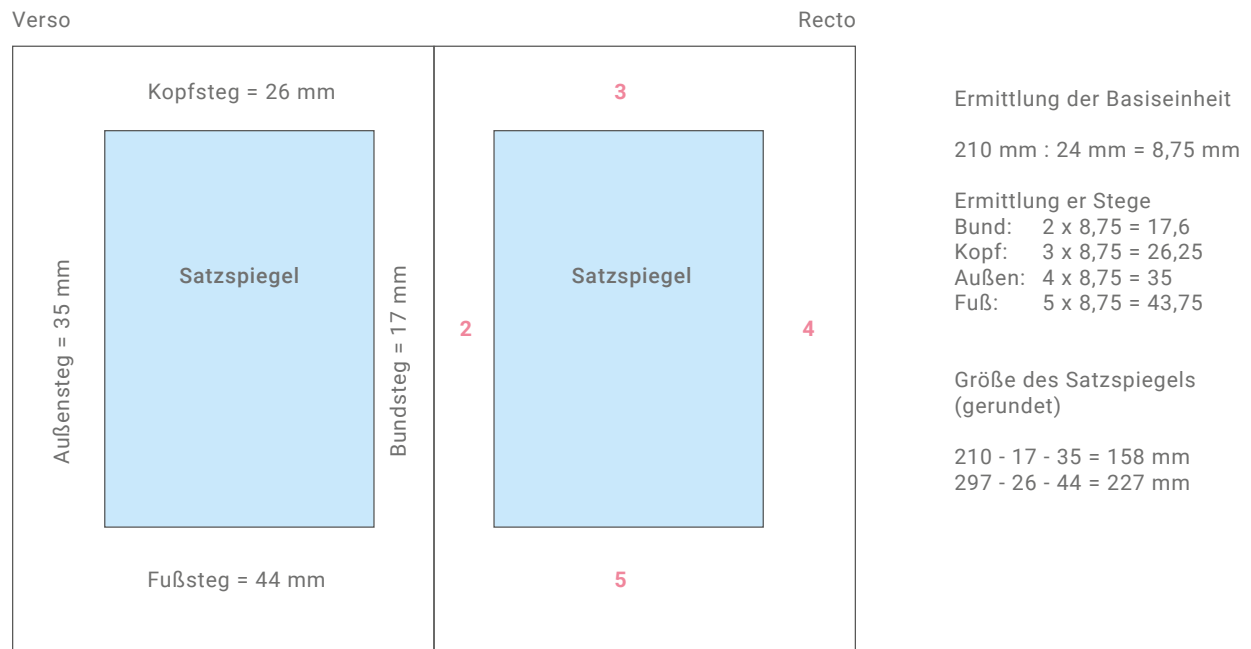 Verso
Recto
Kopfsteg = 26 mm
3
Satzspiegel
Satzspiegel
Außensteg = 35 mm
Bundsteg = 17 mm
2
4
Fußsteg = 44 mm
5
Ermittlung der Basiseinheit
210 mm : 24 mm = 8,75 mm
Ermittlung er Stege
Bund: 2 x 8,75 = 17,6
Kopf: 3 x 8,75 = 26,25
Außen: 4 x 8,75 = 35
Fuß: 5 x 8,75 = 43,75
Größe des Satzspiegels
(gerundet)
210 - 17 - 35 = 158 mm
297 - 26 - 44 = 227 mm